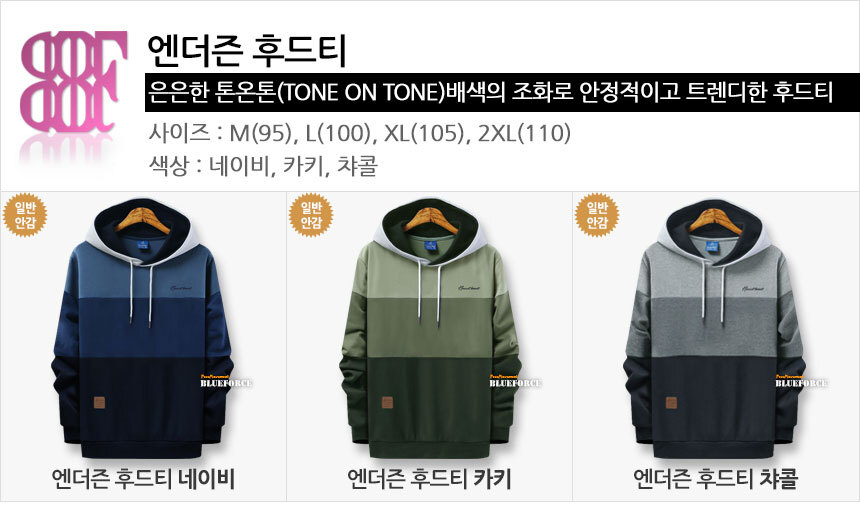 엔더즌 후드티
은은한 톤온톤(TONE ON TONE)배색의 조화로 안정적이고 트렌디한 후드티
사이즈 : M(95), L(100), XL(105), 2XL(110)
색상 : 네이비, 카키, 챠콜
일반
안감
일반
안감
일반
안감
BLUEFORCE
BLUEFORCE
BLUEFORCE
엔더즌 후드티 네이비
엔더즌 후드티 카키
엔더즌 후드티 챠콜